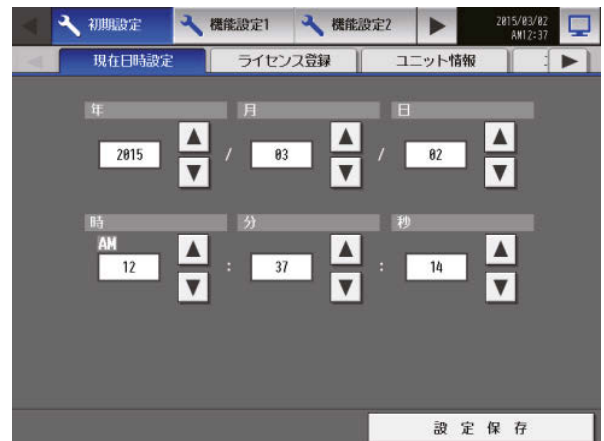 初期設定 機能設定1 機能設定2 2015/03/02
AM12:37
現在日時設定 ライセンス登録 ユニット情報
年 月 日
2015 / 03 / 02
時 分 秒
AM
12 : 37 : 14
設定保存